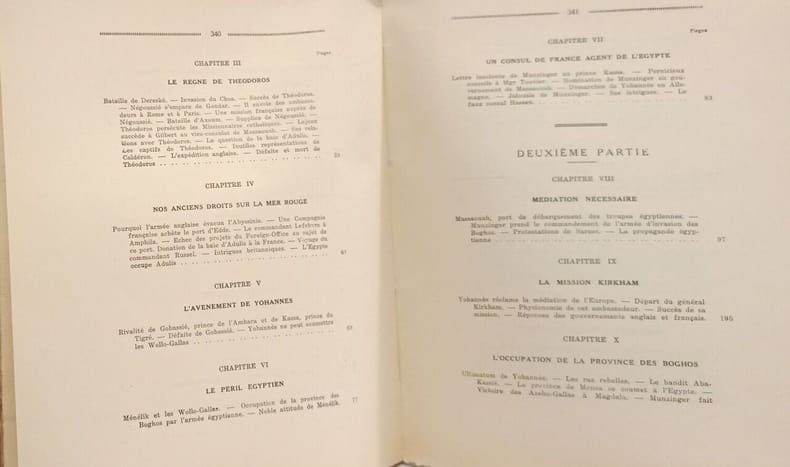 340
Pages
CHAPITRE III
LE REGNE DE THEODOROS
Bataille de Dereskè. — Invasion du Choa. — Sacre de Théodoros.
— Négoussié s'empare de Gondar. — Il envoie des ambassa-
deurs à Rome et à Paris. — Une mission française auprès de
Négoussié. — Bataille d'Axoum. — Supplice de Négoussié. —
Théodoros persécute les Missionnaires catholiques. — Lejean
succède à Gilbert au vice-consulat de Massaouah. — Ses rela-
tions avec Théodoros. — La question de la baie d'Adulis. —
Les captifs de Théodoros. — Inutiles représentations de
Caldéron. — L'expédition anglaise. — Défaite et mort de
Théodoros
CHAPITRE IV
NOS ANCIENS DROITS SUR LA MER ROUGE
Pourquoi l'armée anglaise évacua l'Abyssinie. — Une Compagnie
française achète le port d'Edde. — Le commandant Lefebvre à
Amphila. — Echec des projets du Foreign-Office au sujet de
ce port. Donation de la baie d'Adulis à la France. — Voyage du
commandant Russel. — Intrigues britanniques. — L'Egypte
occupe Adulis
CHAPITRE V
L'AVENEMENT DE YOHANNES
Rivalité de Gobassié, prince de l'Amhara et de Kassa, prince du
Tigré. — Défaite de Gobassié. — Yohannès ne peut soumettre
les Wollo-Gallas
CHAPITRE VI
LE PERIL EGYPTIEN
Ménélik et les Wollo-Gallas. — Occupation de la province des
Boghos par l'armée égyptienne. — Noble attitude de Ménélik.
341
Pages
CHAPITRE VII
UN CONSUL DE FRANCE AGENT DE L'EGYPTE
Lettre insolente de Munzinger au prince Kassa. — Pernicieux
conseils à Mgr Touvier. — Nomination de Munzinger au gou-
vernement de Massaouah. — Démarches de Yohannès en Alle-
magne. — Jalousie de Munzinger. — Ses intrigues. — Le
faux consul Hassen
83
DEUXIÈME PARTIE
CHAPITRE VIII
MEDIATION NECESSAIRE
Massaouah, port de débarquement des troupes égyptiennes. —
Munzinger prend le commandement de l'armée d'invasion des
Boghos. — Protestations de Sarzec. — La propagande égyp-
tienne
97
CHAPITRE IX
LA MISSION KIRKHAM
Yohannès réclame la médiation de l'Europe. — Départ du général
Kirkham. — Physionomie de cet ambassadeur. — Succès de sa
mission. — Réponses des gouvernements anglais et français.
105
CHAPITRE X
L'OCCUPATION DE LA PROVINCE DES BOGHOS
Ultimatum de Yohannès. — Les ras rebelles. — Le bandit Aba-
Kassié. — La province de Mensa se soumet à l'Egypte. —
Victoire des Azebo-Gallas à Magdala. — Munzinger fait